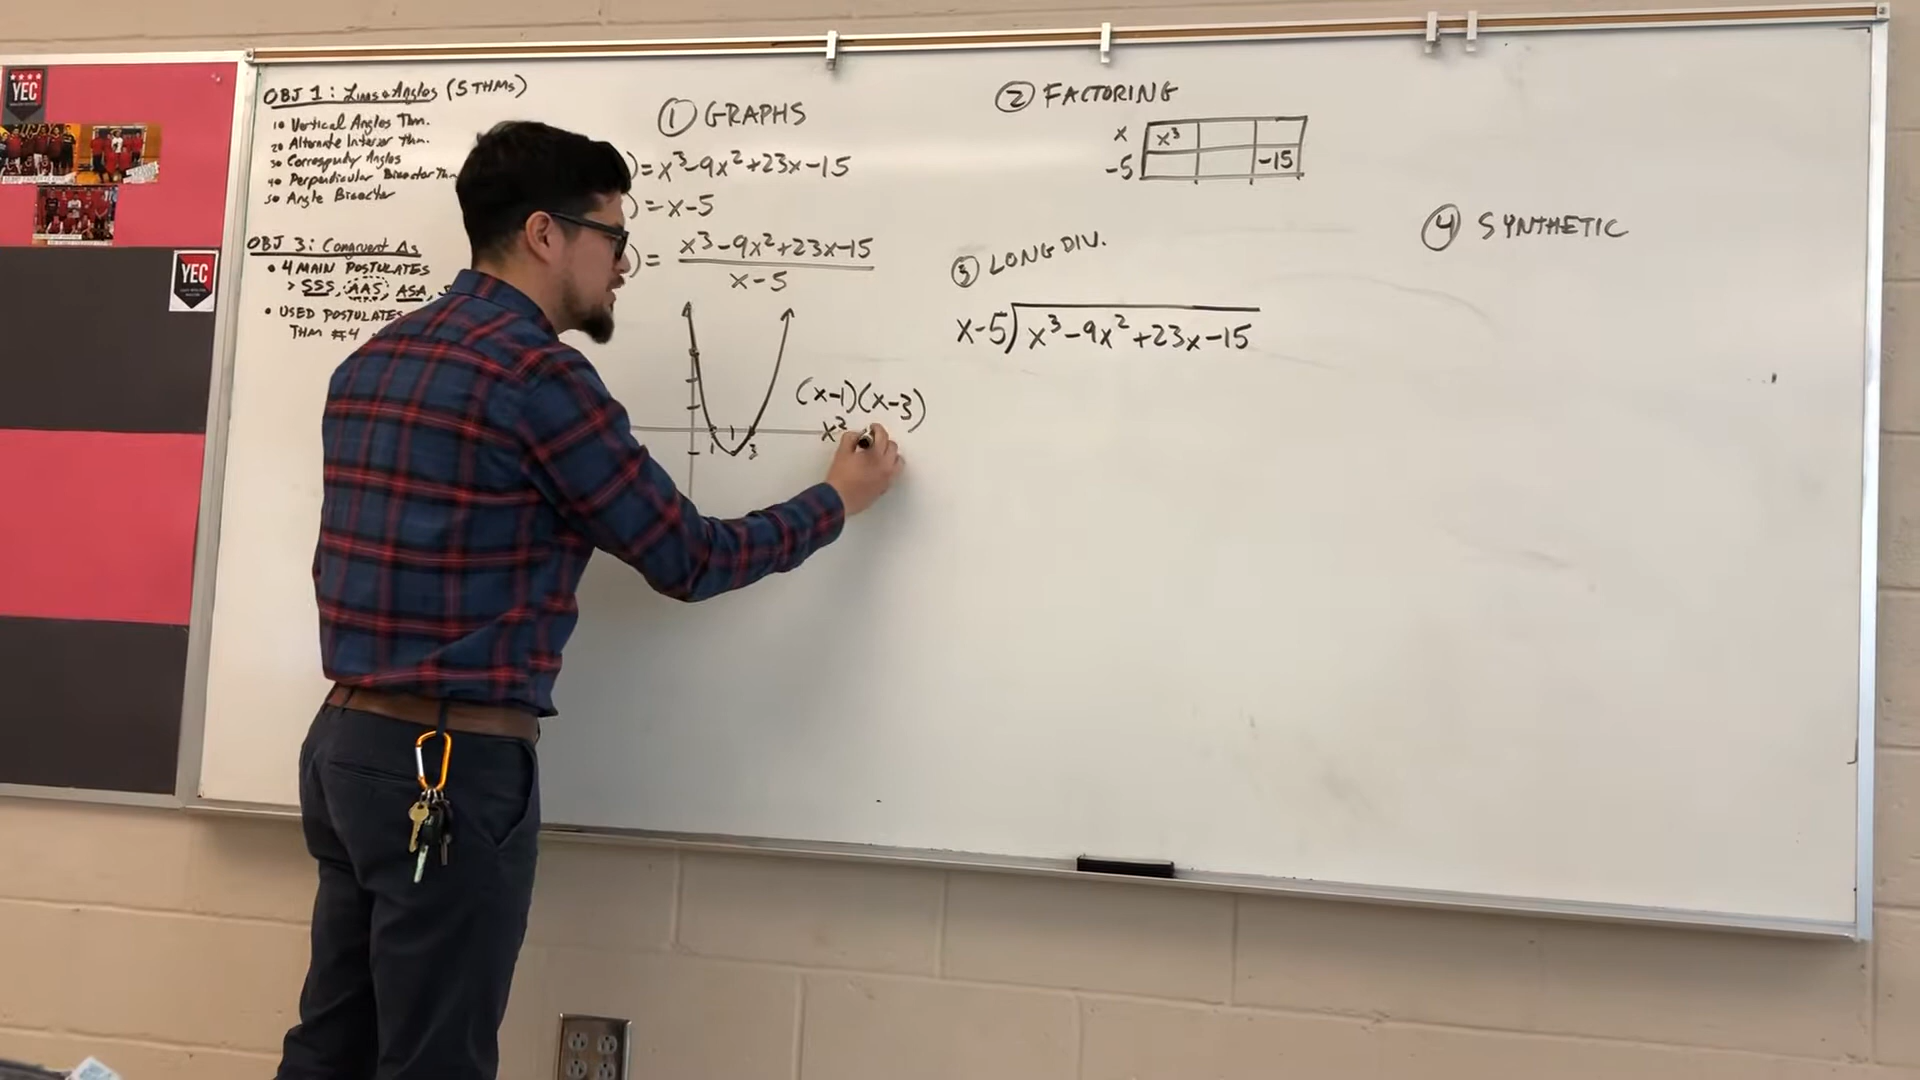 YEC
YEC
OBJ 1: Lines & Angles (5 THMS)
1. Vertical Angles Thm.
2. Alternate Interior Thm.
3. Corresponding Angles
4. Perpendicular Bisector Thm
5. Angle Bisector
OBJ 3: Congruent Δs
• 4 MAIN POSTULATES
> SSS, AAS, ASA,
• USED POSTULATES
THM #4
① GRAPHS
)=x³-9x²+23x-15
)=x-5
)= x³-9x²+23x-15
x-5
1 3
(x-1)(x-3)
x²
② FACTORING
x x³
-5 -15
③ LONG DIV.
x-5)x³-9x²+23x-15
④ SYNTHETIC